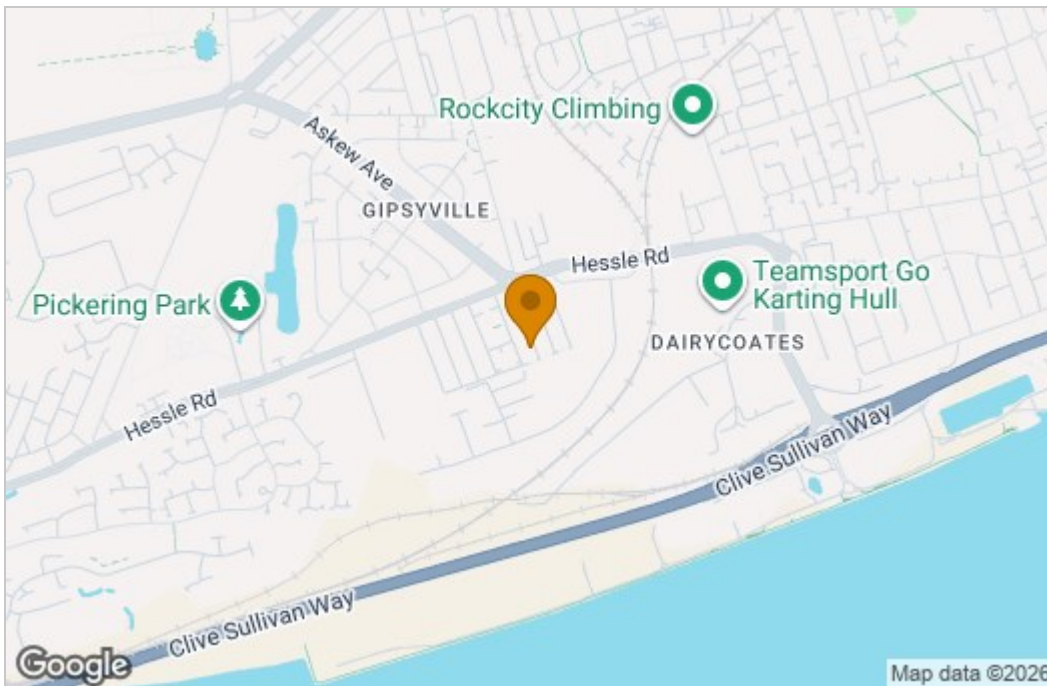 Rockcity Climbing
Askew Ave
GIPSYVILLE
Hessle Rd
Teamsport Go
Karting Hull
Pickering Park
DAIRYCOATES
Hessle Rd
Clive Sullivan Way
Clive Sullivan Way
Google
Map data ©2026